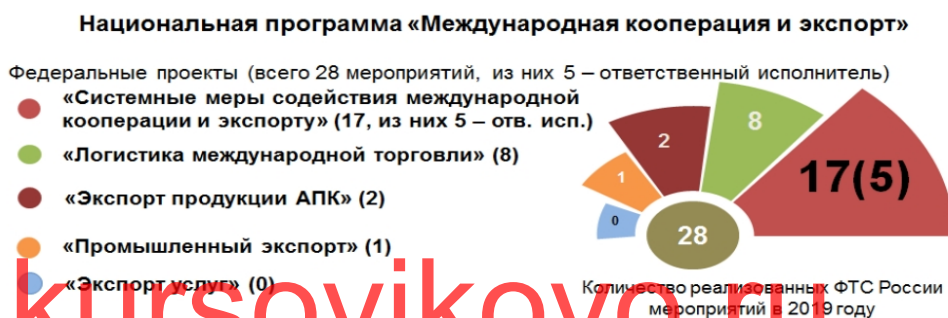 Национальная программа «Международная кооперация и экспорт»
Федеральные проекты (всего 28 мероприятий, из них 5 – ответственный исполнитель)
«Системные меры содействия международной
кооперации и экспорту» (17, из них 5 – отв. исп.)
«Логистика международной торговли» (8)
«Экспорт продукции АПК» (2)
«Промышленный экспорт» (1)
«Экспорт услуг» (0)
0
1
2
8
17(5)
28
Количество реализованных ФТС России
мероприятий в 2019 году
kursovikovo.ru